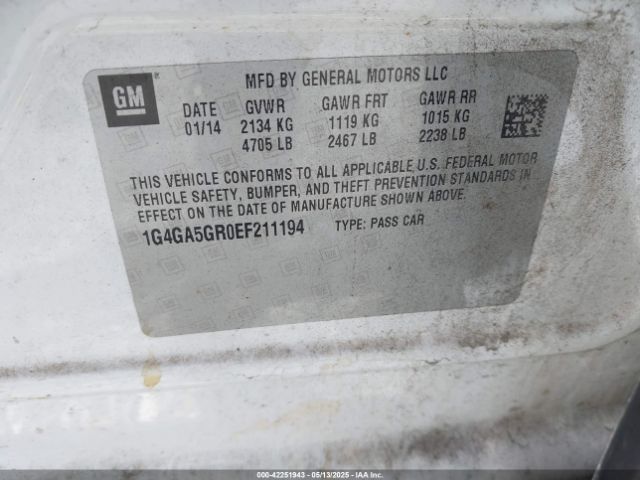 GM
MFD BY GENERAL MOTORS LLC
DATE GVWR GAWR FRT GAWR RR
01/14 2134 KG 1119 KG 1015 KG
4705 LB 2467 LB 2238 LB
THIS VEHICLE CONFORMS TO ALL APPLICABLE U.S. FEDERAL MOTOR
VEHICLE SAFETY, BUMPER, AND THEFT PREVENTION STANDARDS IN
EFFECT ON THE DATE OF MANUFACTURE SHOWN ABOVE.
1G4GA5GR0EF211194 TYPE: PASS CAR
000-42251943 - 05/13/2025 - IAA Inc.